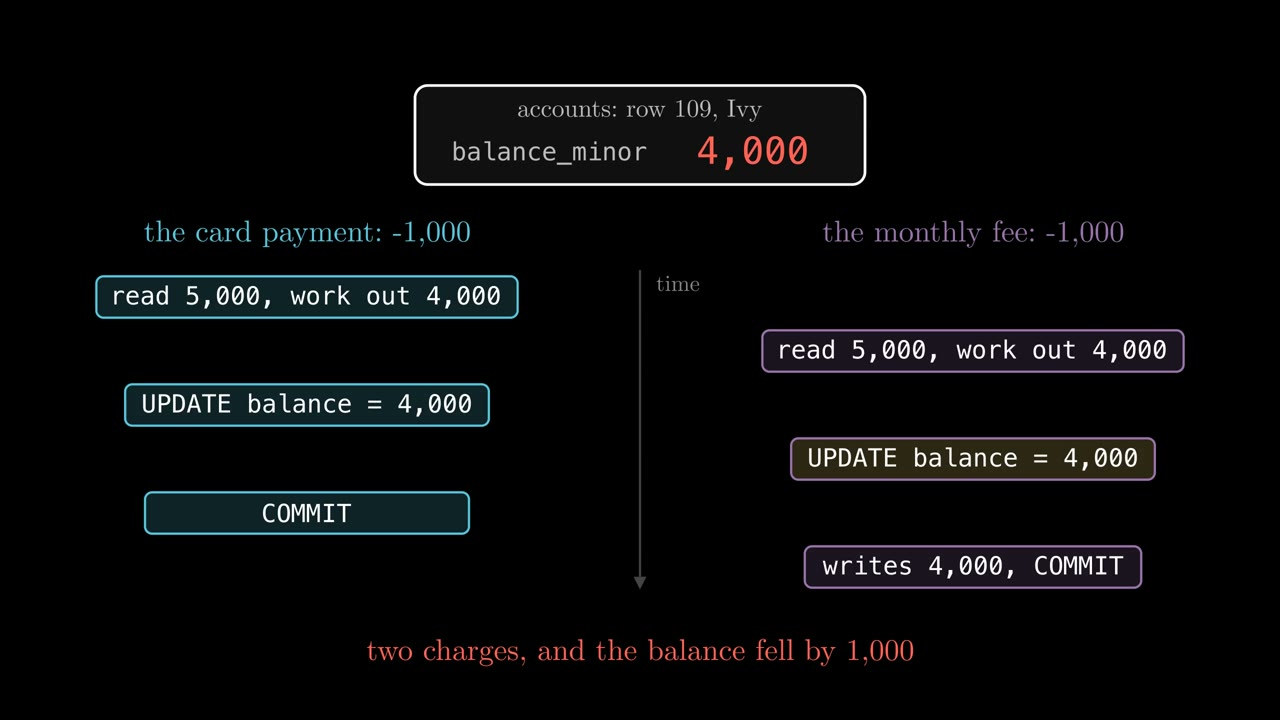 accounts: row 109, Ivy
balance_minor 4,000
the card payment: -1,000
the monthly fee: -1,000
time
read 5,000, work out 4,000
read 5,000, work out 4,000
UPDATE balance = 4,000
UPDATE balance = 4,000
COMMIT
writes 4,000, COMMIT
two charges, and the balance fell by 1,000